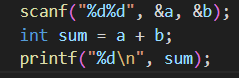 scanf("%d%d", &a, &b);
int sum = a + b;
printf("%d\n", sum);